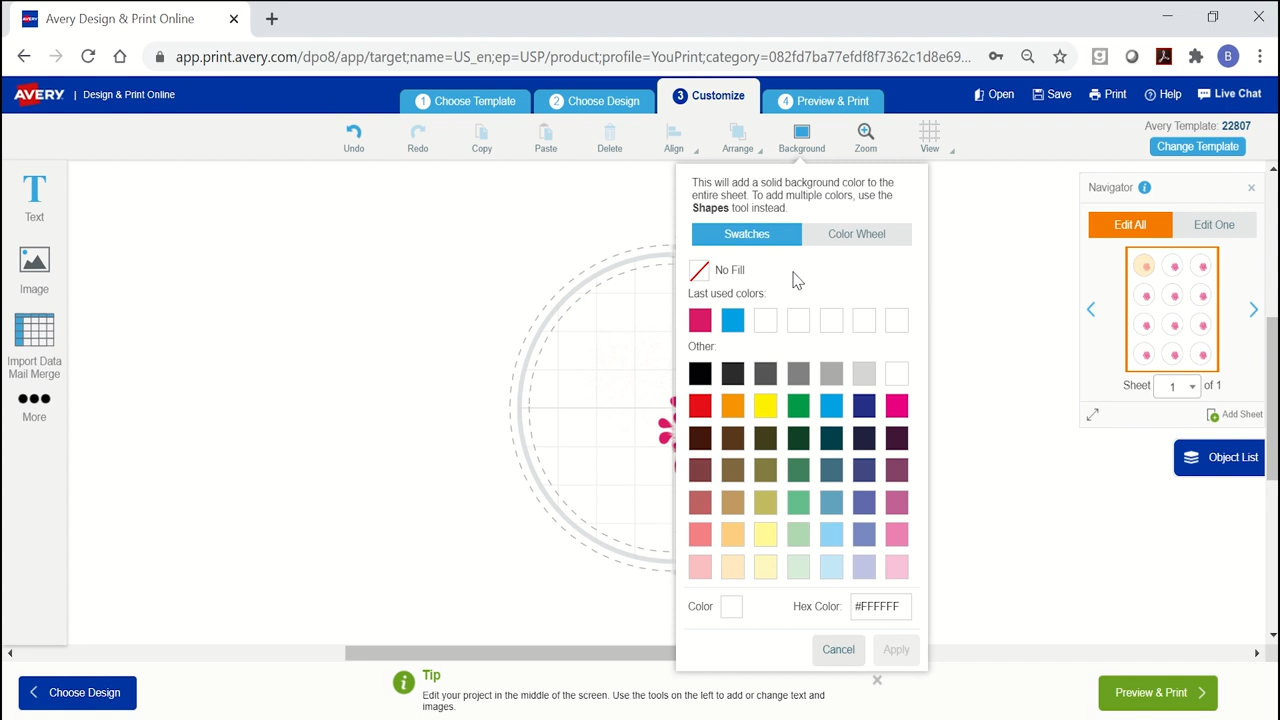 Avery Design & Print Online
app.print.avery.com/dpo8/app/target;name=US_en;ep=USP/product;profile=YouPrint;category=082fd7ba77efdf8f7362c1d8e69...
B
AVERY | Design & Print Online
1 Choose Template
2 Choose Design
3 Customize
4 Preview & Print
Open
Save
Print
Help
Live Chat
Undo
Redo
Copy
Paste
Delete
Align
Arrange
Background
Zoom
View
Avery Template: 22807
Change Template
T
Text
Image
Import Data
Mail Merge
More
This will add a solid background color to the
entire sheet. To add multiple colors, use the
Shapes tool instead.
Swatches
Color Wheel
No Fill
Last used colors:
Other:
Color
Hex Color: #FFFFFF
Cancel
Apply
Navigator
Edit All
Edit One
Sheet 1 of 1
Add Sheet
Object List
Choose Design
Tip
Edit your project in the middle of the screen. Use the tools on the left to add or change text and
images.
Preview & Print